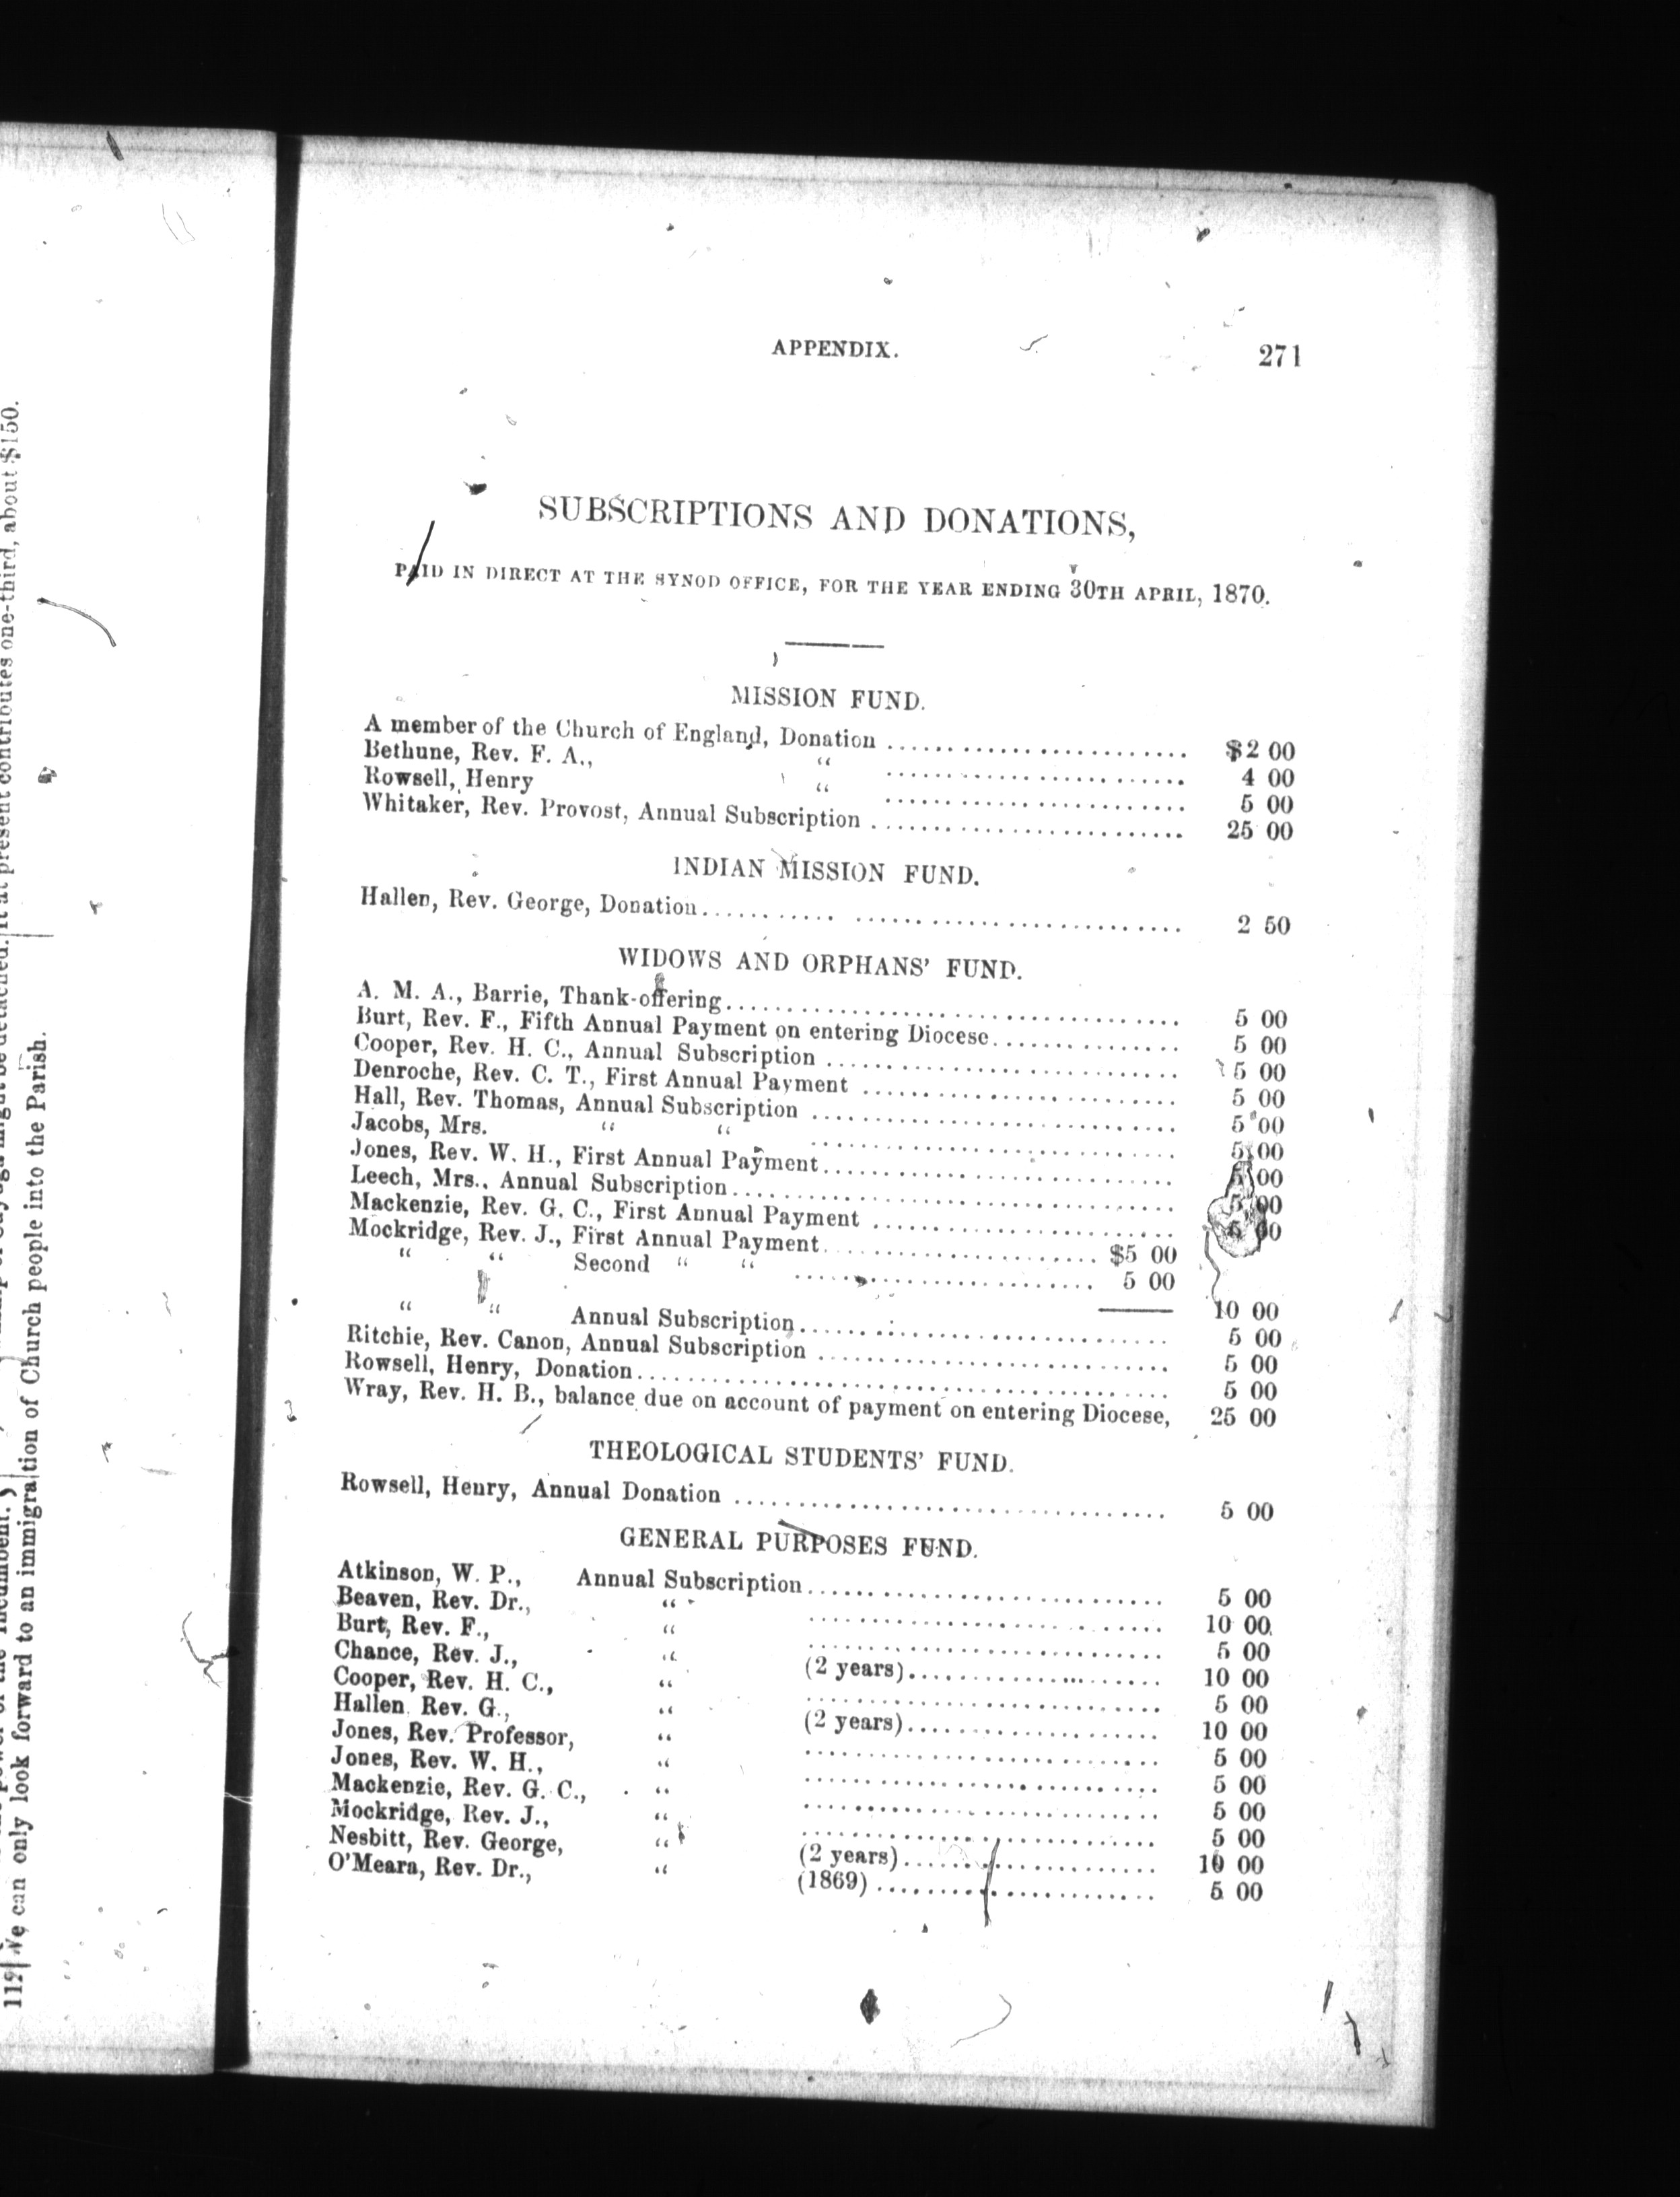 APPENDIX. 271
SUBSCRIPTIONS AND DONATIONS,
PAID IN DIRECT AT THE SYNOD OFFICE, FOR THE YEAR ENDING 30TH APRIL, 1870.
MISSION FUND.
A member of the Church of England, Donation .......... $2 00
Bethune, Rev. F. A., “ .......... 4 00
Rowsell, Henry “ .......... 5 00
Whitaker, Rev. Provost, Annual Subscription .......... 25 00
INDIAN MISSION FUND.
Hallen, Rev. George, Donation .......... 2 50
WIDOWS AND ORPHANS’ FUND.
A. M. A., Barrie, Thank-offering .......... 5 00
Burt, Rev. F., Fifth Annual Payment on entering Diocese .......... 5 00
Cooper, Rev. H. C., Annual Subscription .......... 5 00
Denroche, Rev. C. T., First Annual Payment .......... 5 00
Hall, Rev. Thomas, Annual Subscription .......... 5 00
Jacobs, Mrs. “ “ .......... 5 00
Jones, Rev. W. H., First Annual Payment .......... 5 00
Leech, Mrs., Annual Subscription .......... 5 00
Mackenzie, Rev. G. C., First Annual Payment .......... 5 00
Mockridge, Rev. J., First Annual Payment .......... $5 00
“ “ Second “ “ .......... 5 00
10 00
“ “ Annual Subscription .......... 5 00
Ritchie, Rev. Canon, Annual Subscription .......... 5 00
Rowsell, Henry, Donation .......... 5 00
Wray, Rev. H. B., balance due on account of payment on entering Diocese, 25 00
THEOLOGICAL STUDENTS’ FUND.
Rowsell, Henry, Annual Donation .......... 5 00
GENERAL PURPOSES FUND.
Atkinson, W. P., Annual Subscription .......... 5 00
Beaven, Rev. Dr., “ .......... 10 00
Burt, Rev. F., “ .......... 5 00
Chance, Rev. J., “ (2 years) .......... 10 00
Cooper, Rev. H. C., “ .......... 5 00
Hallen, Rev. G., “ (2 years) .......... 10 00
Jones, Rev. Professor, “ .......... 5 00
Jones, Rev. W. H., “ .......... 5 00
Mackenzie, Rev. G. C., “ .......... 5 00
Mockridge, Rev. J., “ .......... 5 00
Nesbitt, Rev. George, “ (2 years) .......... 10 00
O’Meara, Rev. Dr., “ (1869) .......... 5 00
present contributes one-third, about $150.
We can only look forward to an immigration of Church people into the Parish.